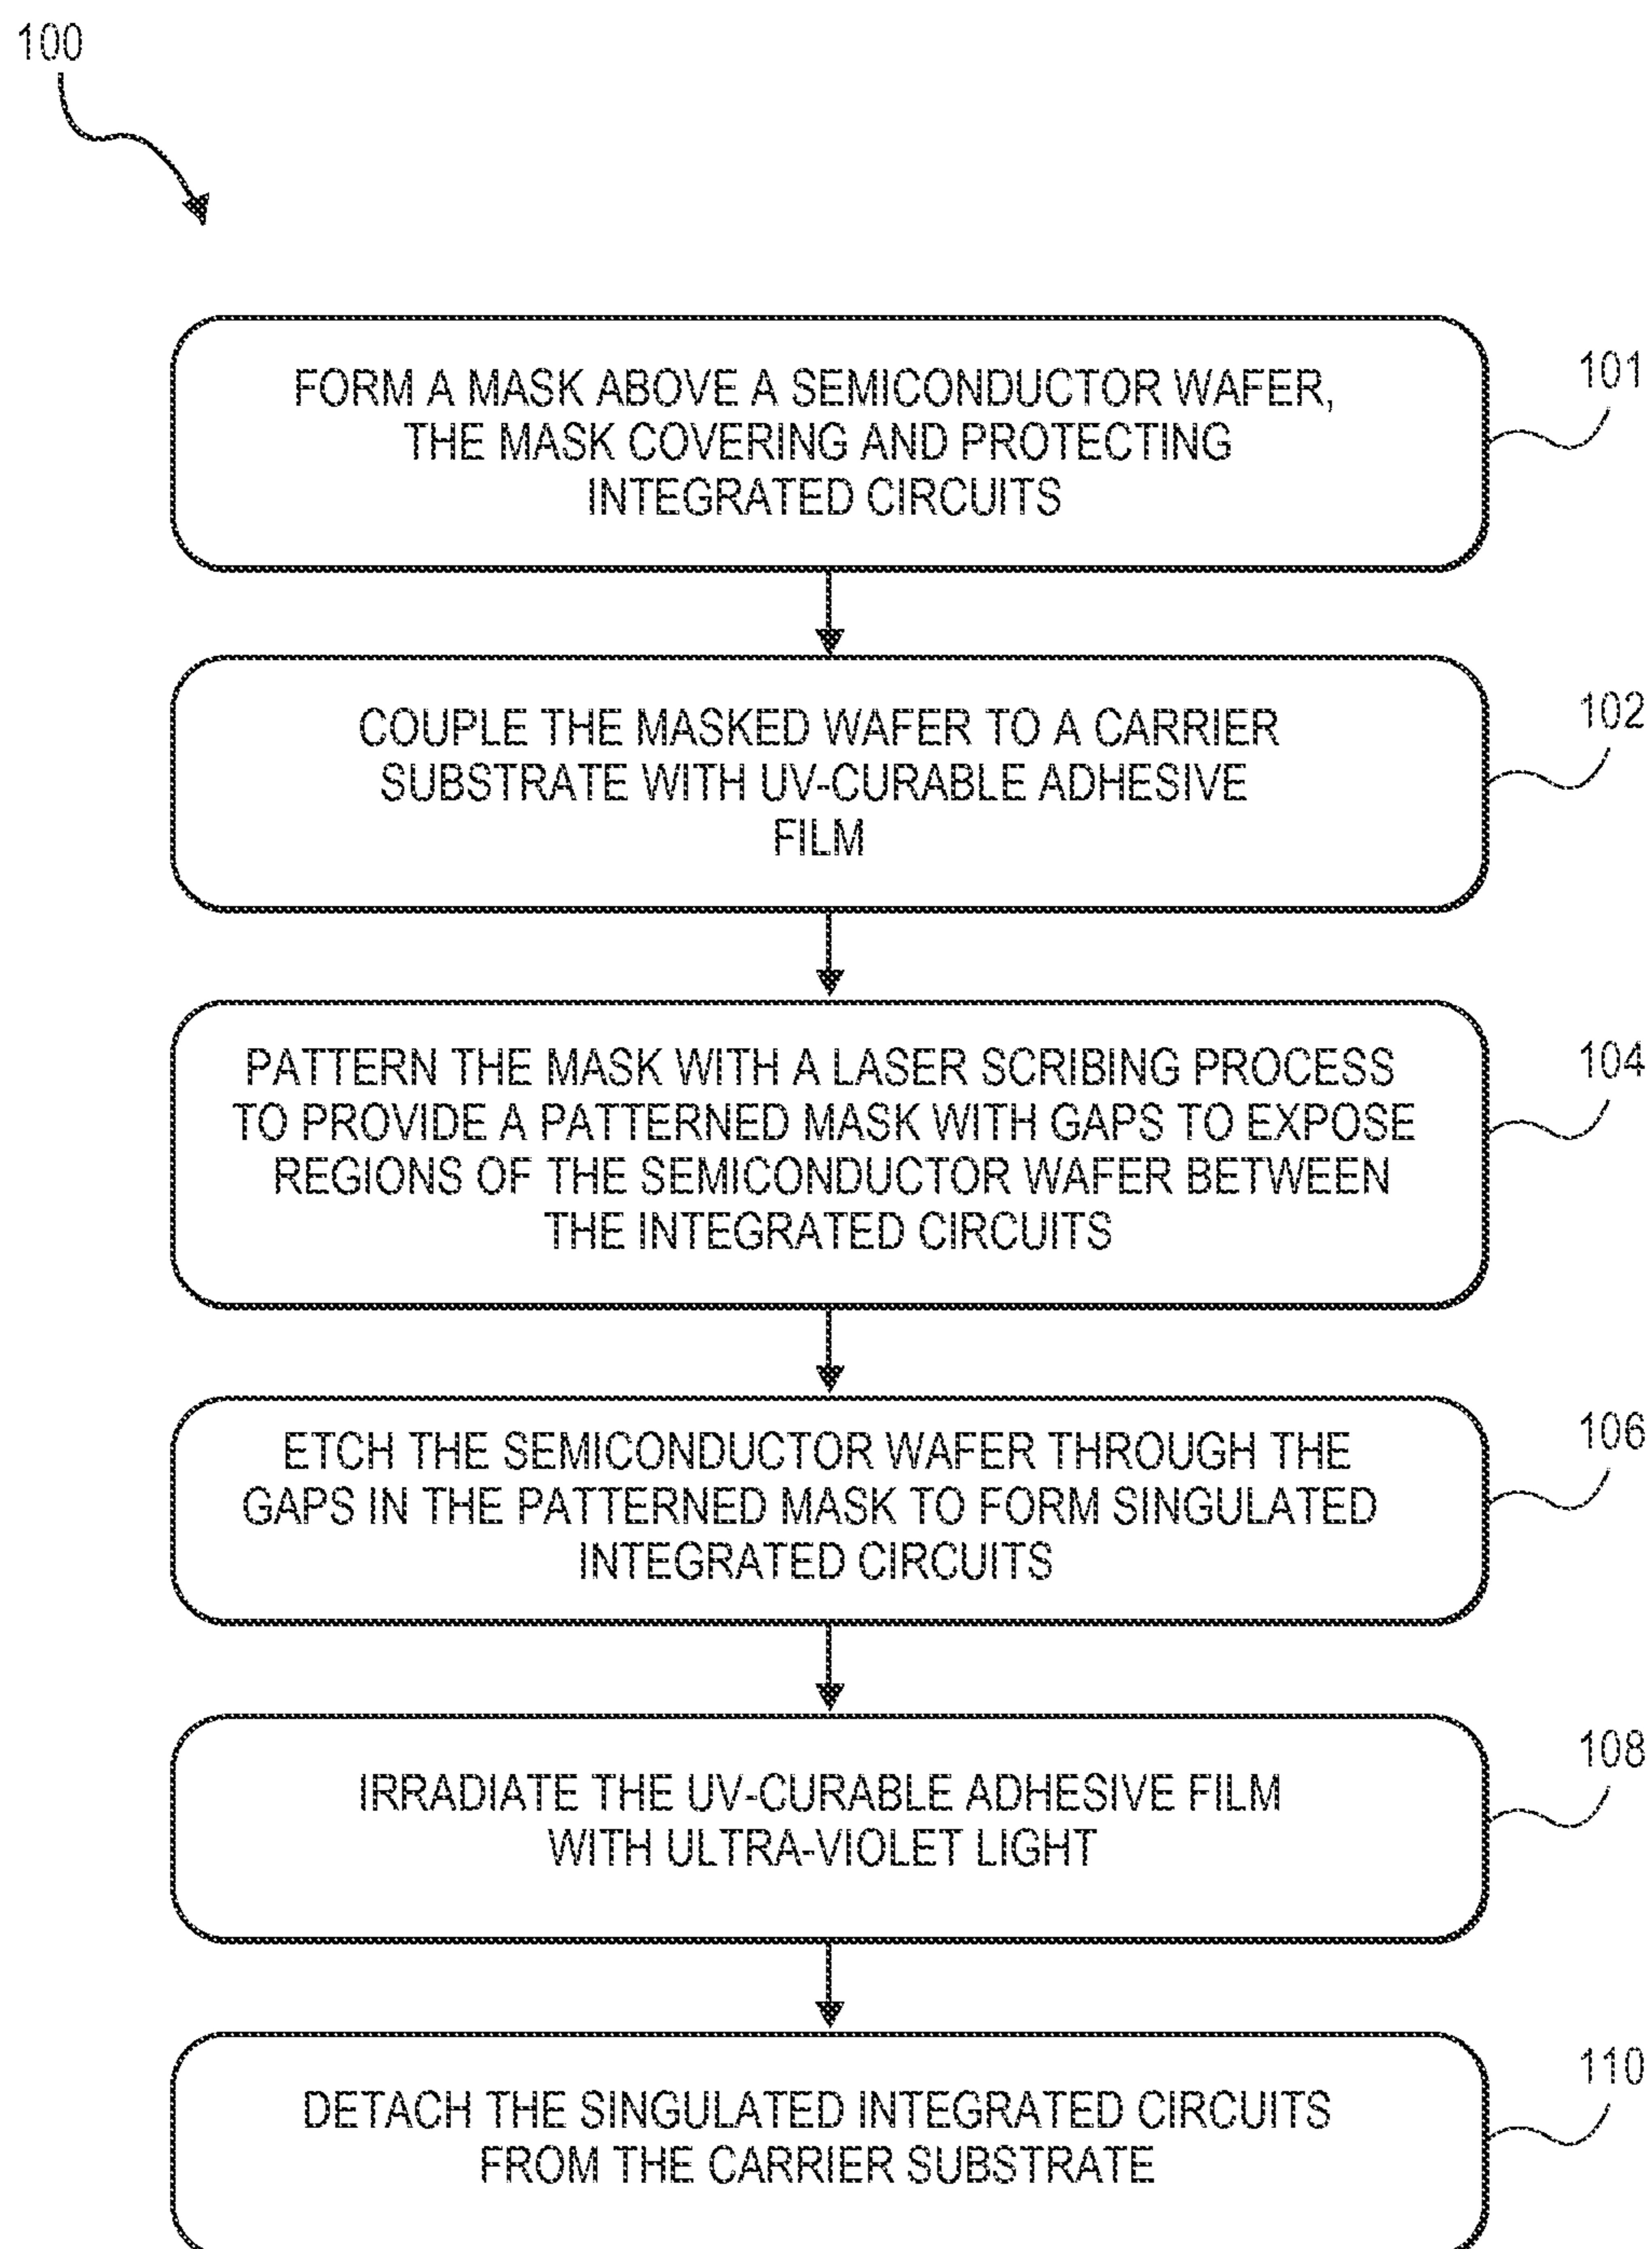 100
FORM A MASK ABOVE A SEMICONDUCTOR WAFER,
THE MASK COVERING AND PROTECTING
INTEGRATED CIRCUITS
101
COUPLE THE MASKED WAFER TO A CARRIER
SUBSTRATE WITH UV-CURABLE ADHESIVE
FILM
102
PATTERN THE MASK WITH A LASER SCRIBING PROCESS
TO PROVIDE A PATTERNED MASK WITH GAPS TO EXPOSE
REGIONS OF THE SEMICONDUCTOR WAFER BETWEEN
THE INTEGRATED CIRCUITS
104
ETCH THE SEMICONDUCTOR WAFER THROUGH THE
GAPS IN THE PATTERNED MASK TO FORM SINGULATED
INTEGRATED CIRCUITS
106
IRRADIATE THE UV-CURABLE ADHESIVE FILM
WITH ULTRA-VIOLET LIGHT
108
DETACH THE SINGULATED INTEGRATED CIRCUITS
FROM THE CARRIER SUBSTRATE
110